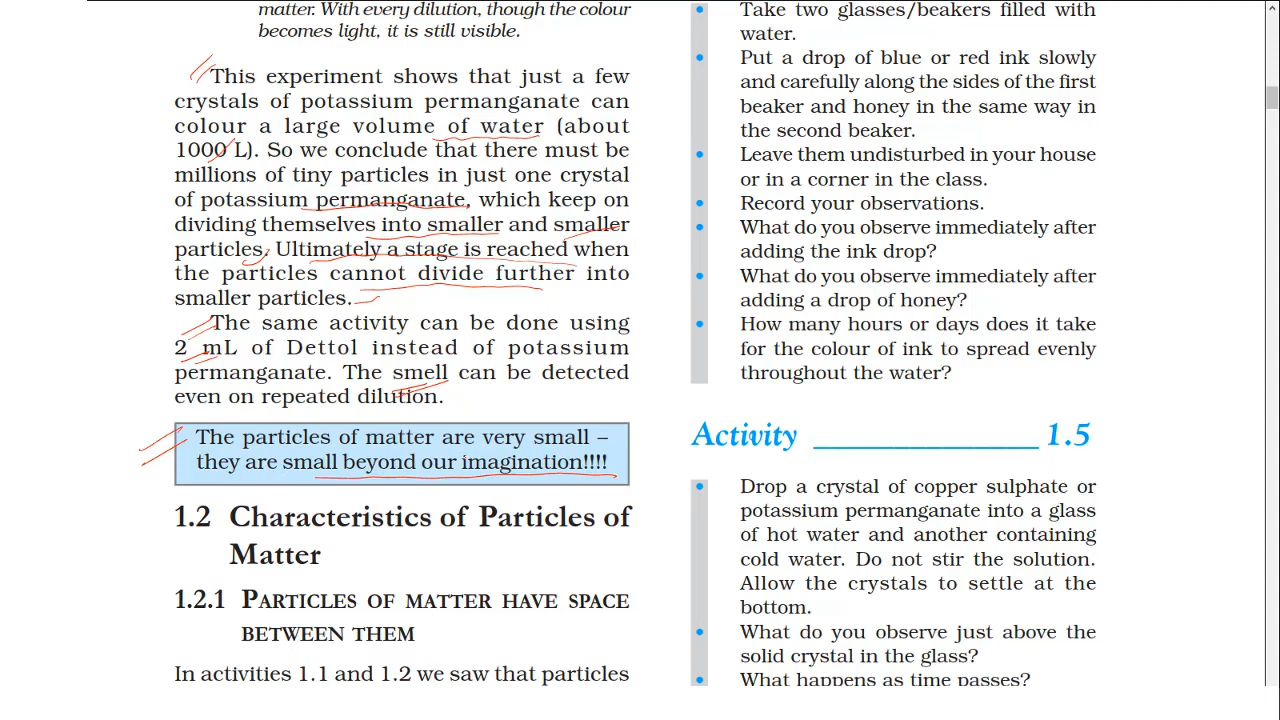 matter. With every dilution, though the colour
becomes light, it is still visible.
This experiment shows that just a few
crystals of potassium permanganate can
colour a large volume of water (about
1000 L). So we conclude that there must be
millions of tiny particles in just one crystal
of potassium permanganate, which keep on
dividing themselves into smaller and smaller
particles. Ultimately a stage is reached when
the particles cannot divide further into
smaller particles.
The same activity can be done using
2 mL of Dettol instead of potassium
permanganate. The smell can be detected
even on repeated dilution.
The particles of matter are very small –
they are small beyond our imagination!!!!
1.2 Characteristics of Particles of
Matter
1.2.1 PARTICLES OF MATTER HAVE SPACE
BETWEEN THEM
In activities 1.1 and 1.2 we saw that particles
• Take two glasses/beakers filled with
water.
• Put a drop of blue or red ink slowly
and carefully along the sides of the first
beaker and honey in the same way in
the second beaker.
• Leave them undisturbed in your house
or in a corner in the class.
• Record your observations.
• What do you observe immediately after
adding the ink drop?
• What do you observe immediately after
adding a drop of honey?
• How many hours or days does it take
for the colour of ink to spread evenly
throughout the water?
Activity ____________________ 1.5
• Drop a crystal of copper sulphate or
potassium permanganate into a glass
of hot water and another containing
cold water. Do not stir the solution.
Allow the crystals to settle at the
bottom.
• What do you observe just above the
solid crystal in the glass?
• What happens as time passes?